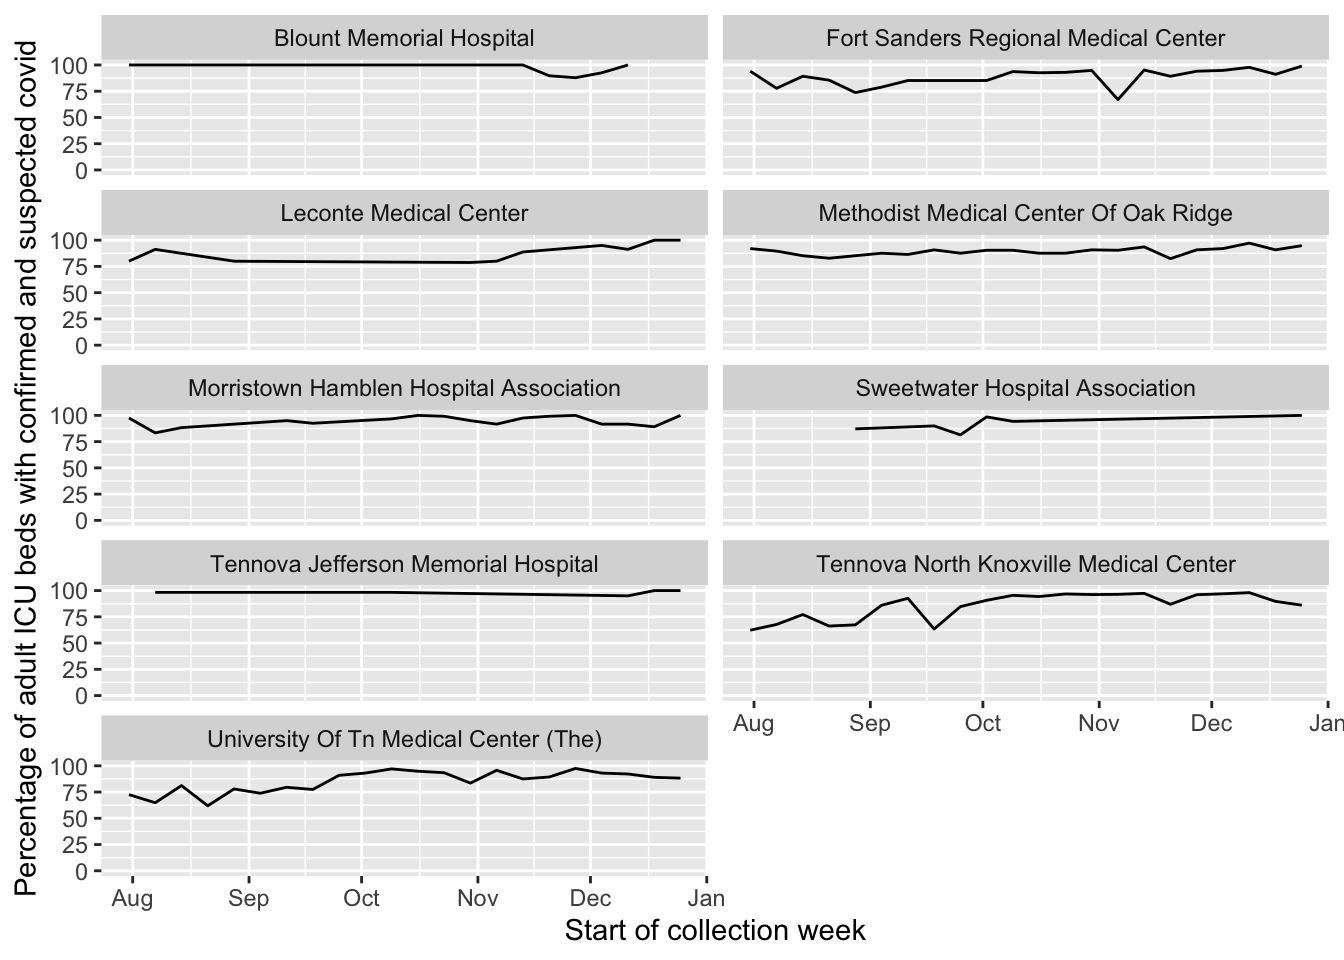 Percentage of adult ICU beds with confirmed and suspected covid
Blount Memorial Hospital
100
75
50
25
0
Fort Sanders Regional Medical Center
Leconte Medical Center
100
75
50
25
0
Methodist Medical Center Of Oak Ridge
Morristown Hamblen Hospital Association
100
75
50
25
0
Sweetwater Hospital Association
Tennova Jefferson Memorial Hospital
100
75
50
25
0
Tennova North Knoxville Medical Center
Aug Sep Oct Nov Dec Jan
University Of Tn Medical Center (The)
100
75
50
25
0
Aug Sep Oct Nov Dec Jan
Start of collection week